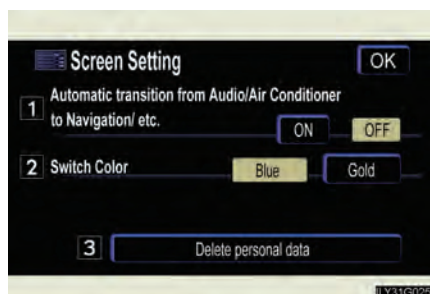 Screen Setting OK
1 Automatic transition from Audio/Air Conditioner
to Navigation/ etc. ON OFF
2 Switch Color Blue Gold
3 Delete personal data